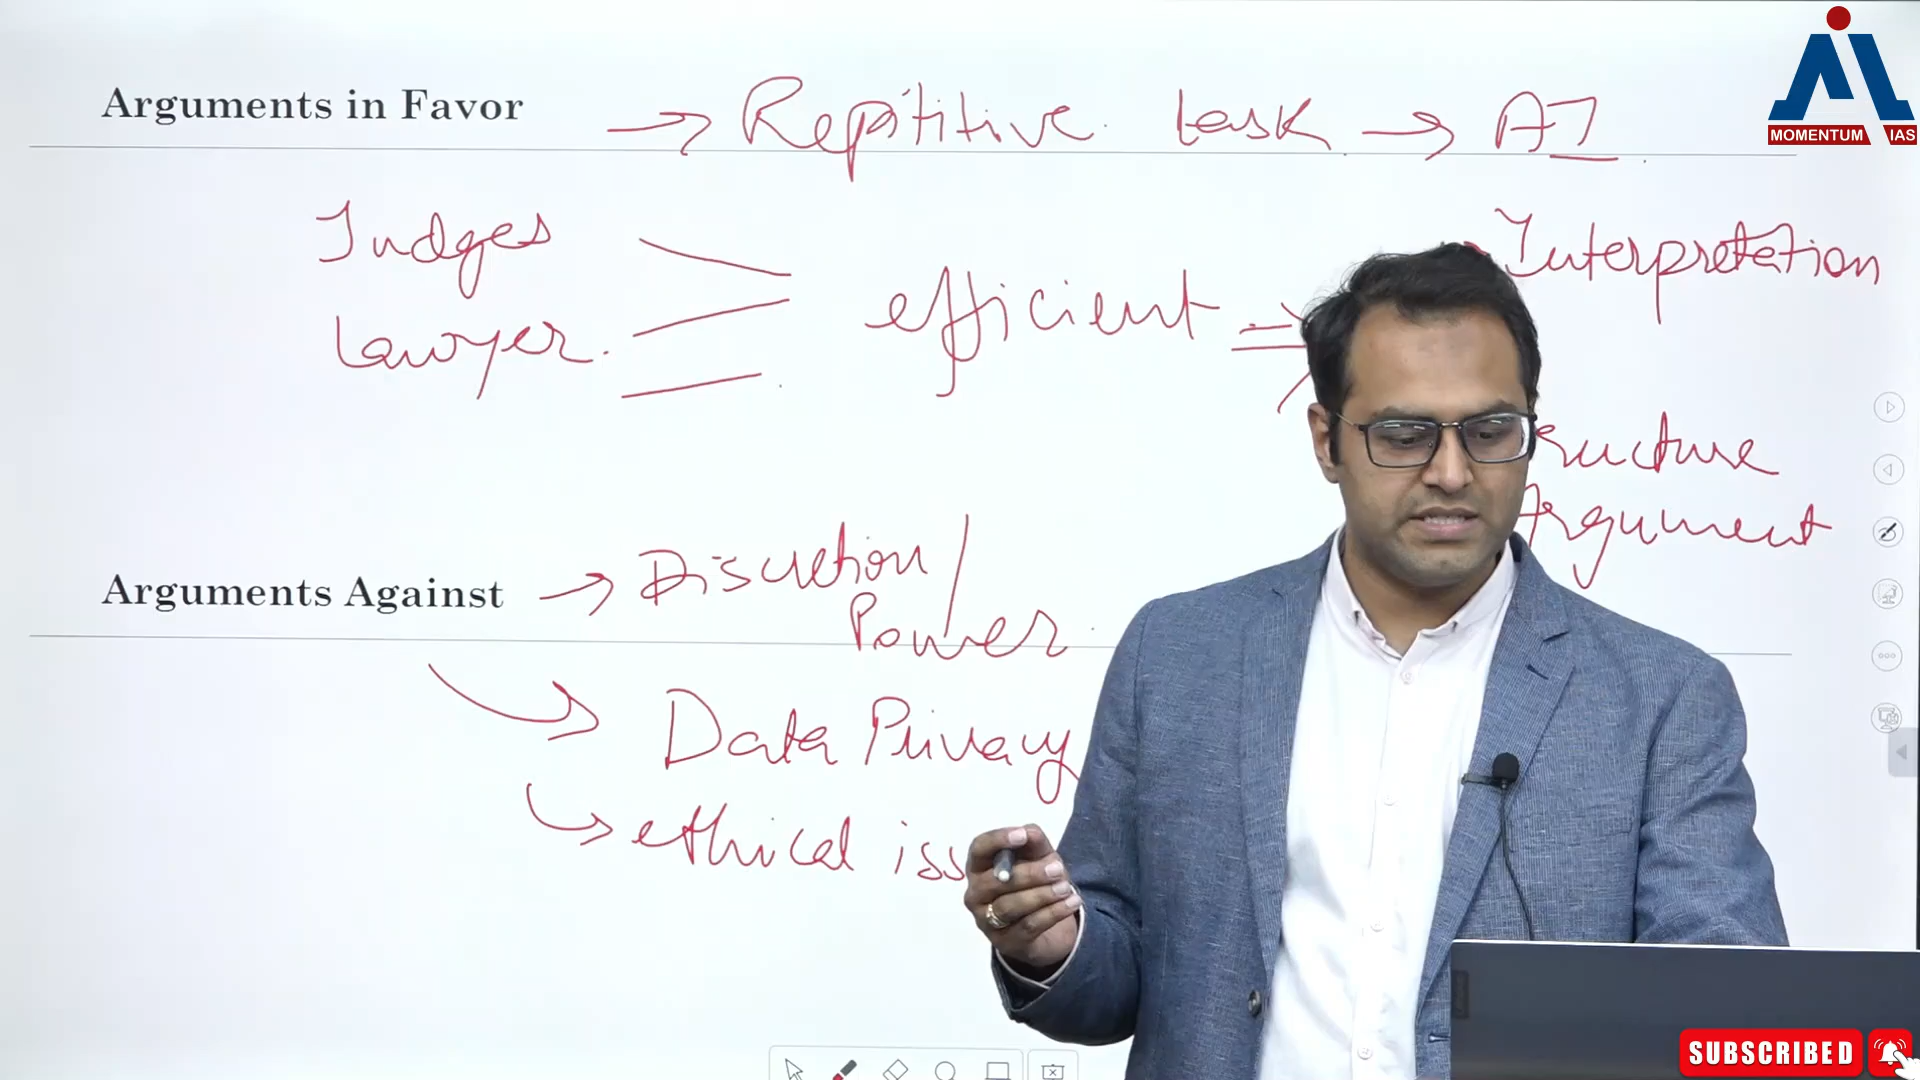 Arguments in Favor → Repititive task → AI
MOMENTUM IAS
Judges
Interpretation
Lawyer
efficient ⇒
ructure
Argument
Arguments Against → Discretion/
Power
Data Privacy
ethical iss
SUBSCRIBED